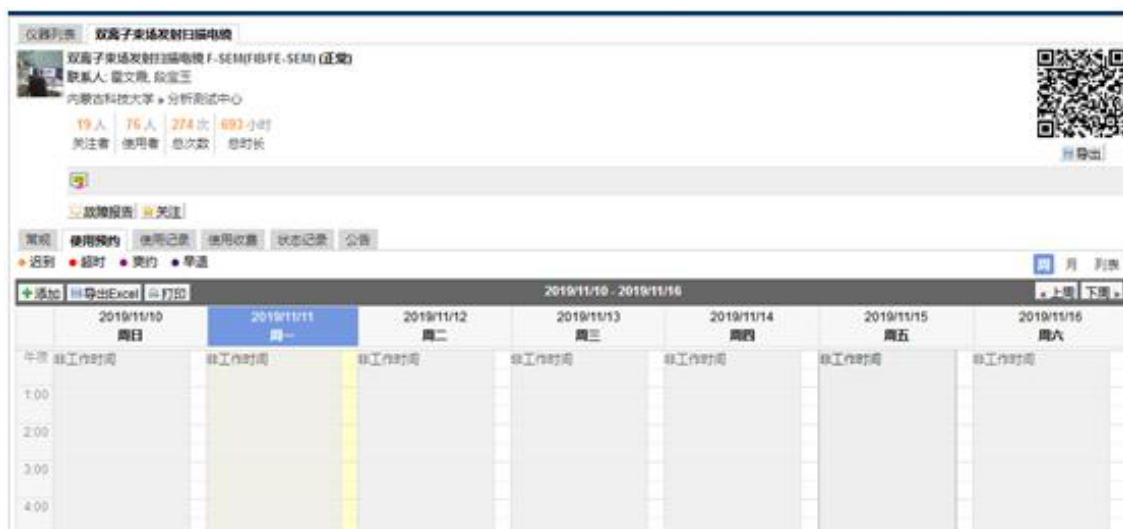 仪器列表 双离子束场发射扫描电镜
双离子束场发射扫描电镜 F-SEM(FIB/FE-SEM) (正常)
联系人: 霍文霞, 段宝玉
内蒙古科技大学 » 分析测试中心
19 人 76 人 274 次 693 小时
关注者 使用者 总次数 总时长
导出
故障报告 关注
常规 使用预约 使用记录 使用收费 状态记录 公告
迟到 超时 爽约 早退 周 月 列表
添加 导出Excel 打印 2019/11/10 - 2019/11/16 « 上周 下周 »
2019/11/10 2019/11/11 2019/11/12 2019/11/13 2019/11/14 2019/11/15 2019/11/16
周日 周一 周二 周三 周四 周五 周六
午夜 非工作时间 非工作时间 非工作时间 非工作时间 非工作时间 非工作时间 非工作时间
1:00
2:00
3:00
4:00